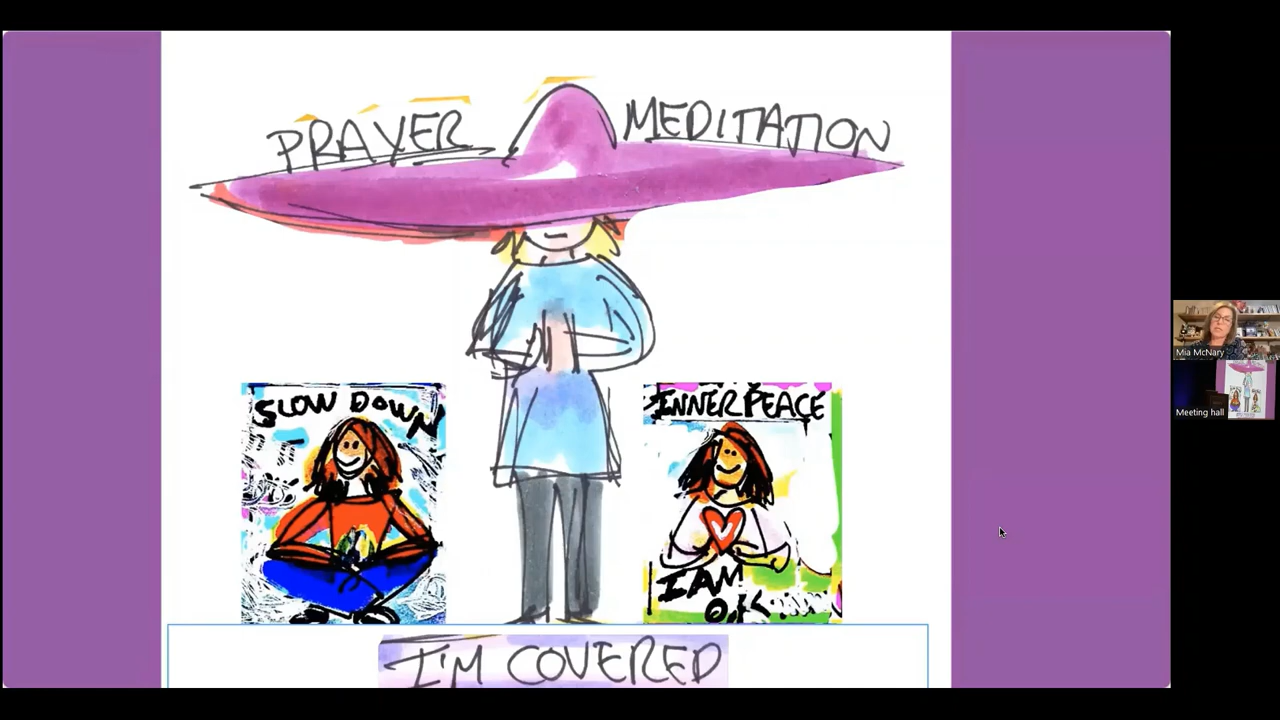 PRAYER MEDITATION
SLOW DOWN
INNER PEACE
I AM
O.K
I'M COVERED
Mia McNary
Meeting hall